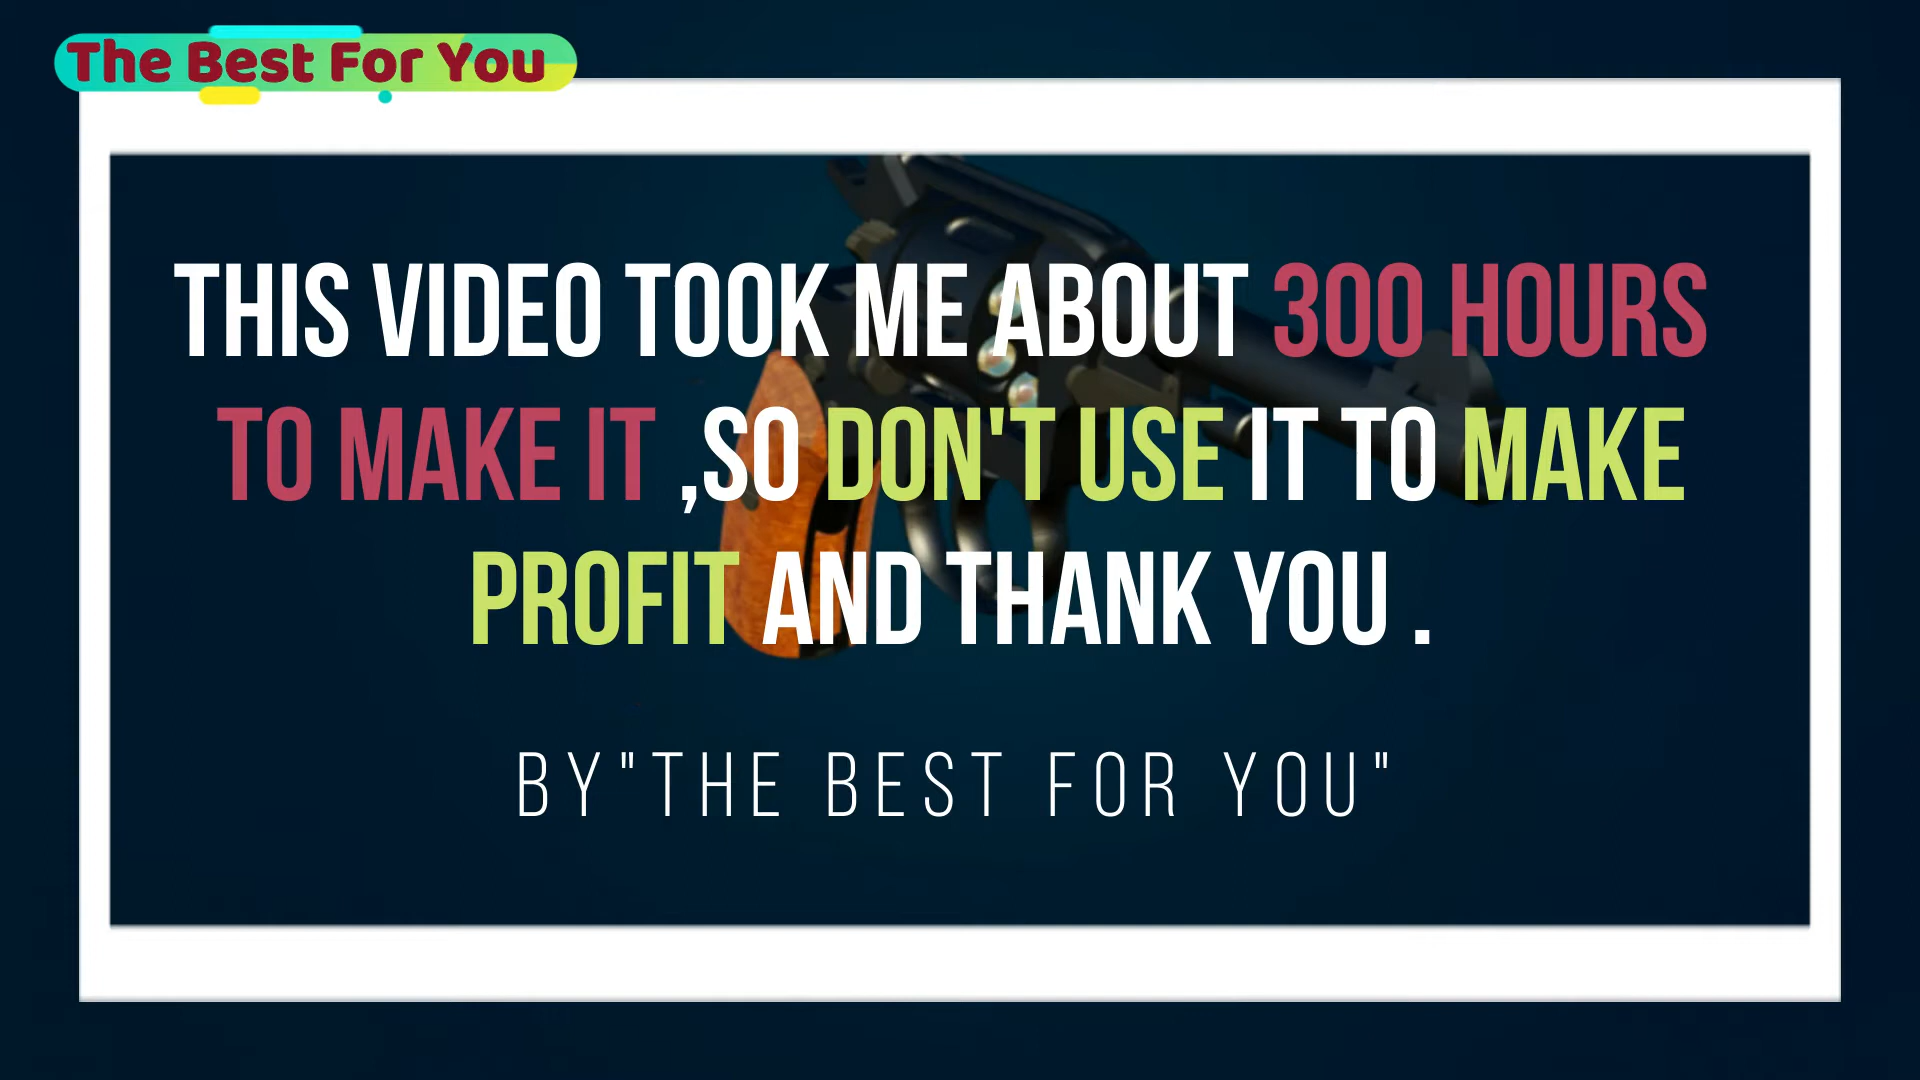 The Best For You
THIS VIDEO TOOK ME ABOUT 300 HOURS
TO MAKE IT ,SO DON'T USE IT TO MAKE
PROFIT AND THANK YOU .
BY"THE BEST FOR YOU"